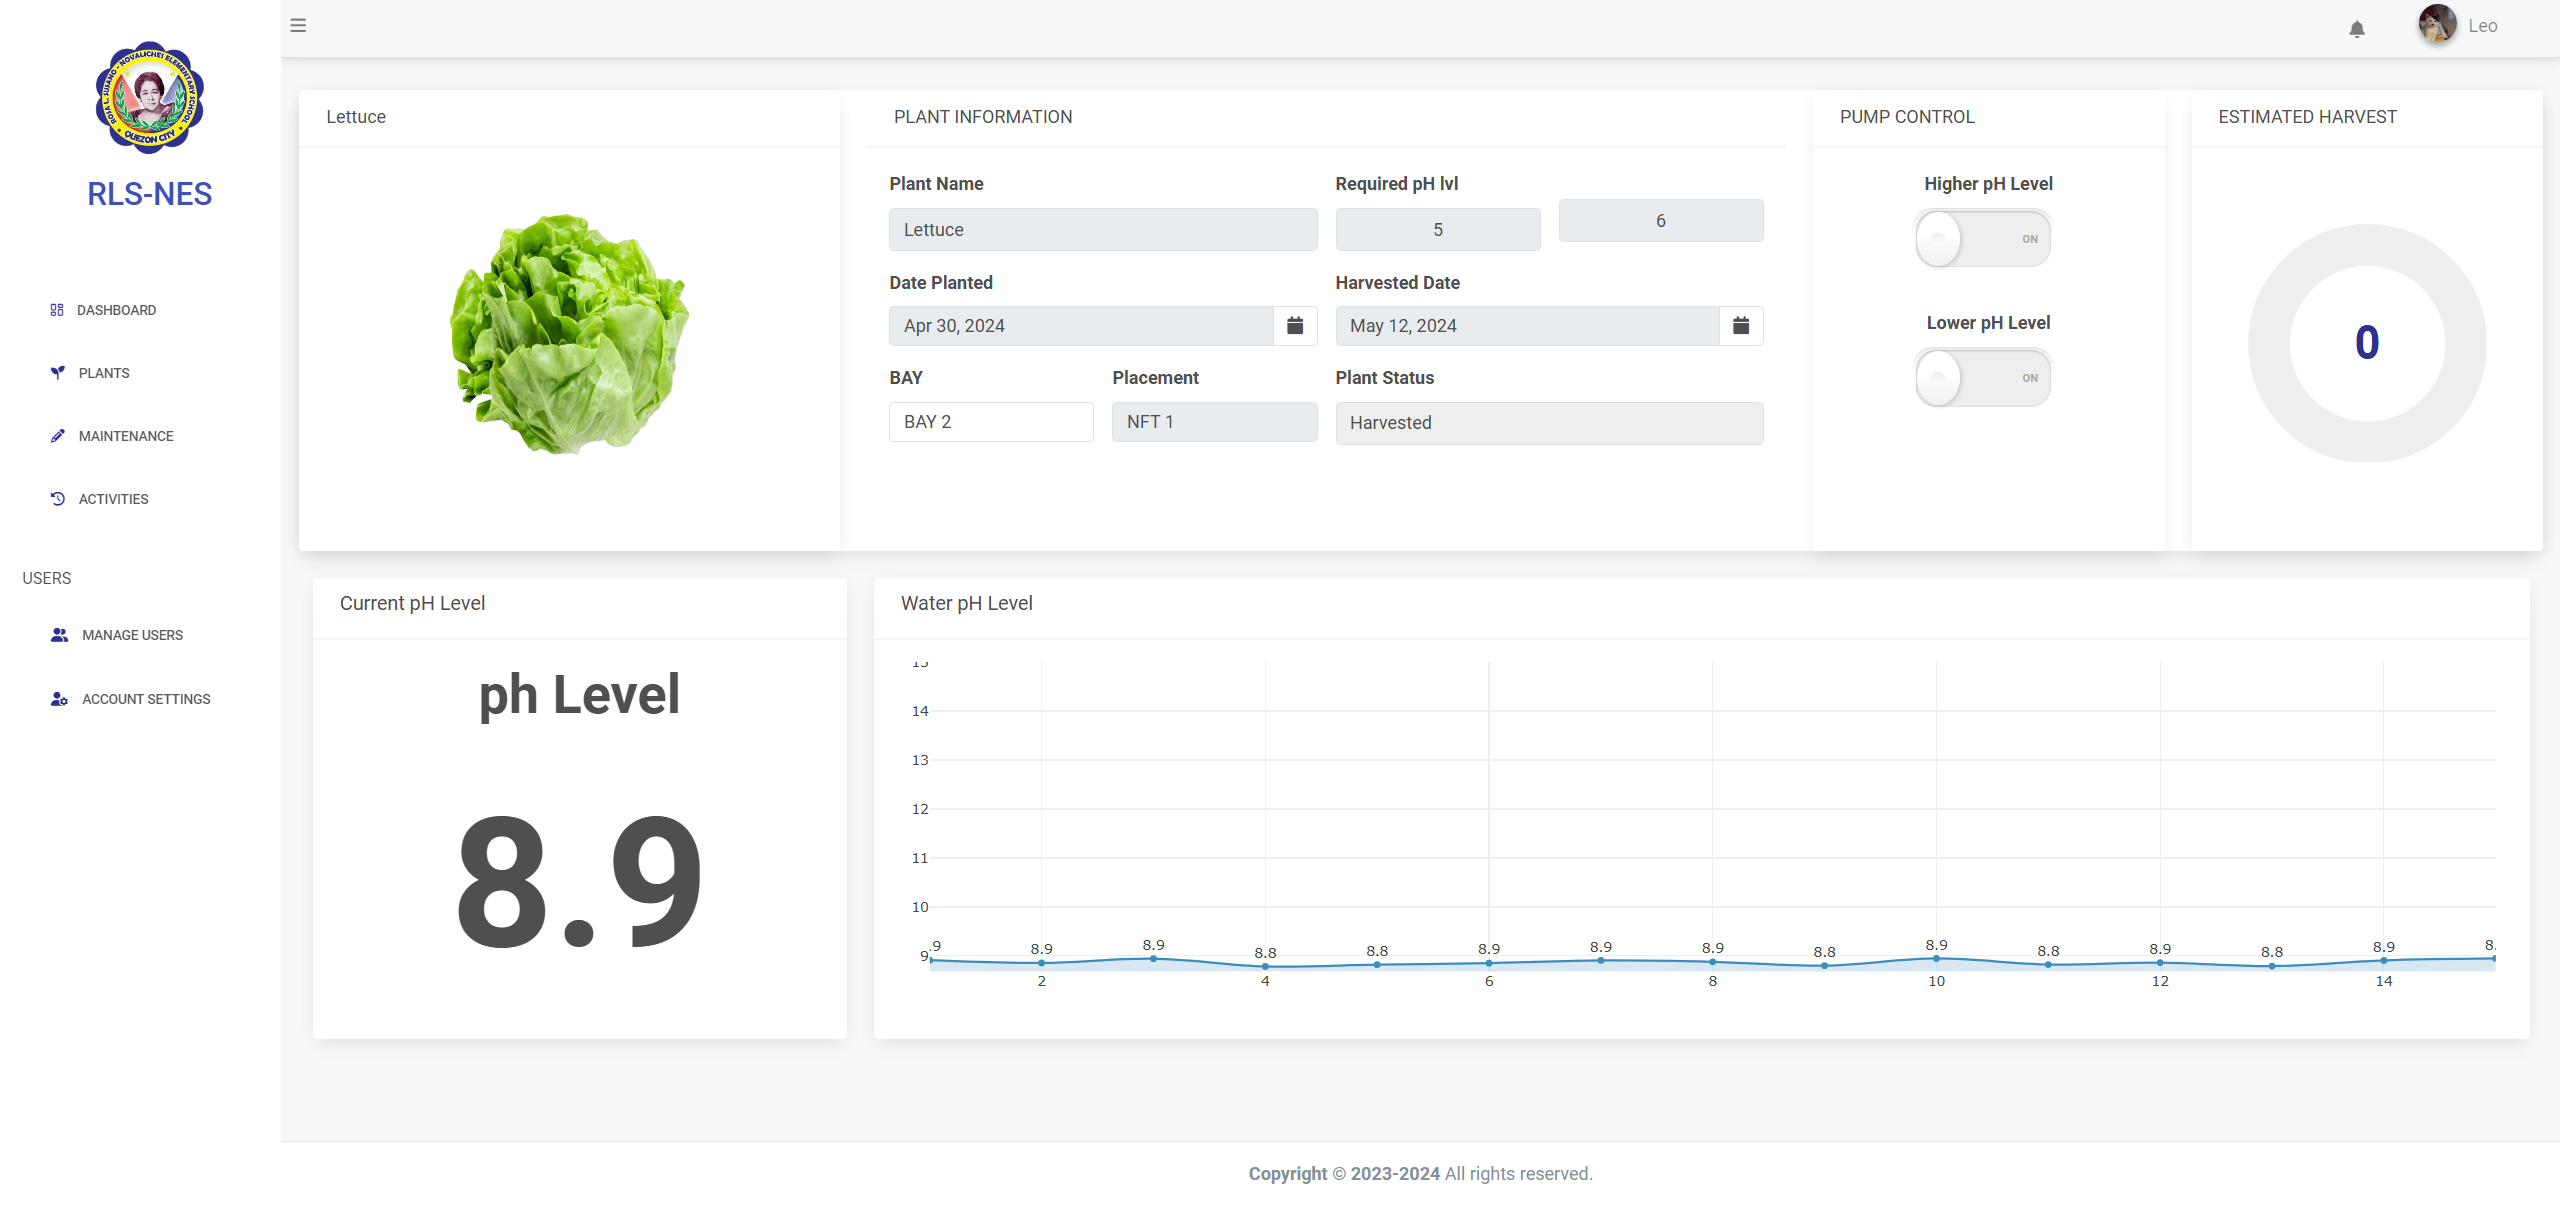 ROSA L. SUSANO - NOVALICHES ELEMENTARY SCHOOL
QUEZON CITY
RLS-NES
DASHBOARD
PLANTS
MAINTENANCE
ACTIVITIES
USERS
MANAGE USERS
ACCOUNT SETTINGS
Leo
Lettuce
PLANT INFORMATION
Plant Name
Required pH lvl
Lettuce
5
6
Date Planted
Harvested Date
Apr 30, 2024
May 12, 2024
BAY
Placement
Plant Status
BAY 2
NFT 1
Harvested
PUMP CONTROL
Higher pH Level
ON
Lower pH Level
ON
ESTIMATED HARVEST
0
Current pH Level
ph Level
8.9
Water pH Level
15
14
13
12
11
10
9
.9 8.9 8.9 8.8 8.8 8.9 8.9 8.9 8.8 8.9 8.8 8.9 8.8 8.9 8.
2 4 6 8 10 12 14
Copyright © 2023-2024 All rights reserved.